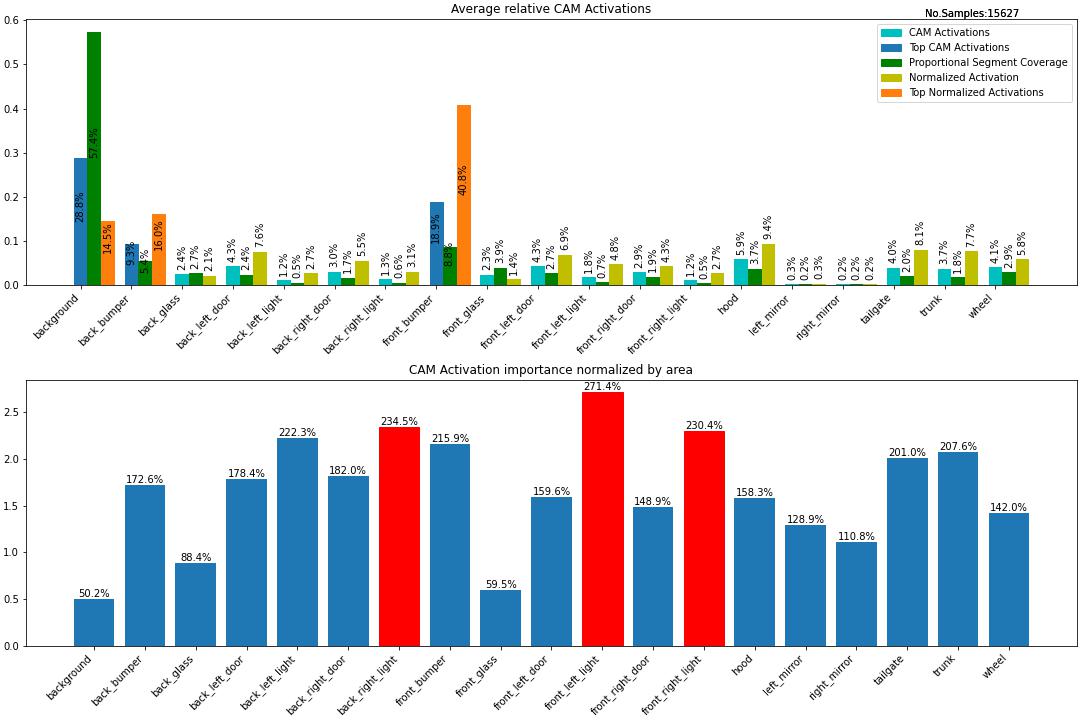 Average relative CAM Activations
No.Samples:15627
CAM Activations
Top CAM Activations
Proportional Segment Coverage
Normalized Activation
Top Normalized Activations
0.6
0.5
0.4
0.3
0.2
0.1
0.0
28.8% 57.4% 14.5%
9.3% 5.4% 16.0%
2.4% 2.7% 2.1%
4.3% 2.4% 7.6%
1.2% 0.5% 2.7%
3.0% 1.7% 5.5%
1.3% 0.6% 3.1%
18.9% 8.8% 40.8%
2.3% 3.9% 1.4%
4.3% 2.7% 6.9%
1.8% 0.7% 4.8%
2.9% 1.9% 4.3%
1.2% 0.5% 2.7%
5.9% 3.7% 9.4%
0.3% 0.2% 0.3%
0.2% 0.2% 0.2%
4.0% 2.0% 8.1%
3.7% 1.8% 7.7%
4.1% 2.9% 5.8%
background
back_bumper
back_glass
back_left_door
back_left_light
back_right_door
back_right_light
front_bumper
front_glass
front_left_door
front_left_light
front_right_door
front_right_light
hood
left_mirror
right_mirror
tailgate
trunk
wheel
CAM Activation importance normalized by area
2.5
2.0
1.5
1.0
0.5
0.0
50.2%
172.6%
88.4%
178.4%
222.3%
182.0%
234.5%
215.9%
59.5%
159.6%
271.4%
148.9%
230.4%
158.3%
128.9%
110.8%
201.0%
207.6%
142.0%
background
back_bumper
back_glass
back_left_door
back_left_light
back_right_door
back_right_light
front_bumper
front_glass
front_left_door
front_left_light
front_right_door
front_right_light
hood
left_mirror
right_mirror
tailgate
trunk
wheel